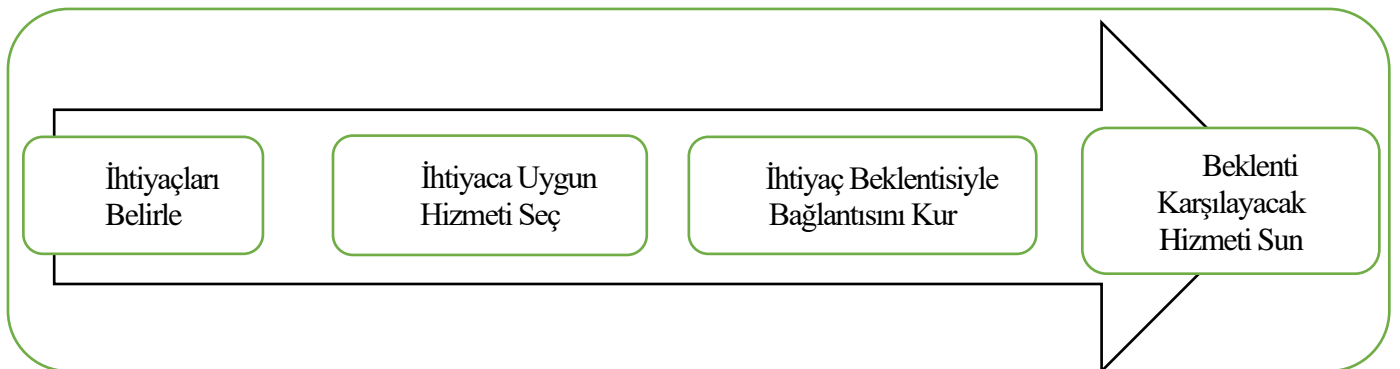 İhtiyaçları
Belirle
İhtiyaca Uygun
Hizmeti Seç
İhtiyaç Beklentisiyle
Bağlantısını Kur
Beklenti
Karşılayacak
Hizmeti Sun